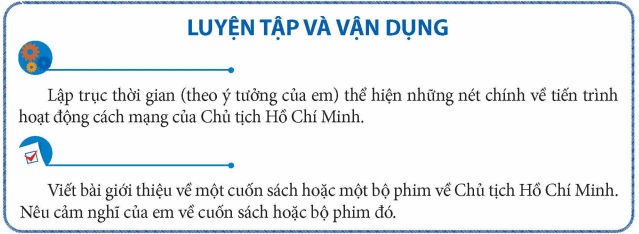 LUYỆN TẬP VÀ VẬN DỤNG
Lập trục thời gian (theo ý tưởng của em) thể hiện những nét chính về tiến trình
hoạt động cách mạng của Chủ tịch Hồ Chí Minh.
Viết bài giới thiệu về một cuốn sách hoặc một bộ phim về Chủ tịch Hồ Chí Minh.
Nêu cảm nghĩ của em về cuốn sách hoặc bộ phim đó.